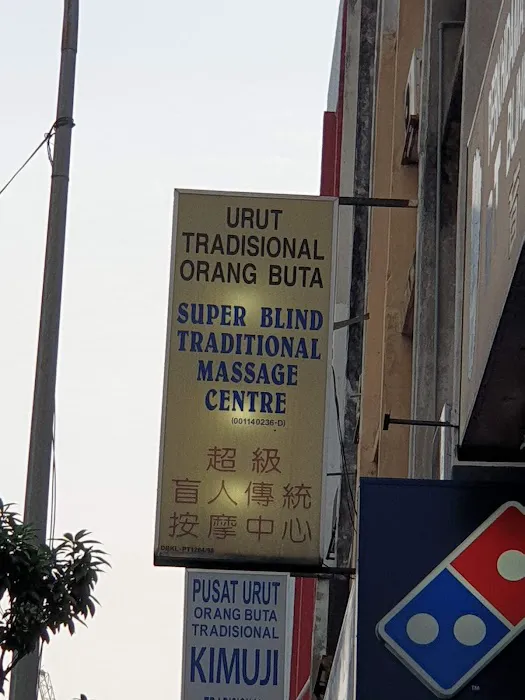 URUT
TRADISIONAL
ORANG BUTA
SUPER BLIND
TRADITIONAL
MASSAGE
CENTRE
(001140236-D)
超級
盲人傳統
按摩中心
PUSAT URUT
ORANG BUTA
TRADISIONAL
KIMUJI
TM